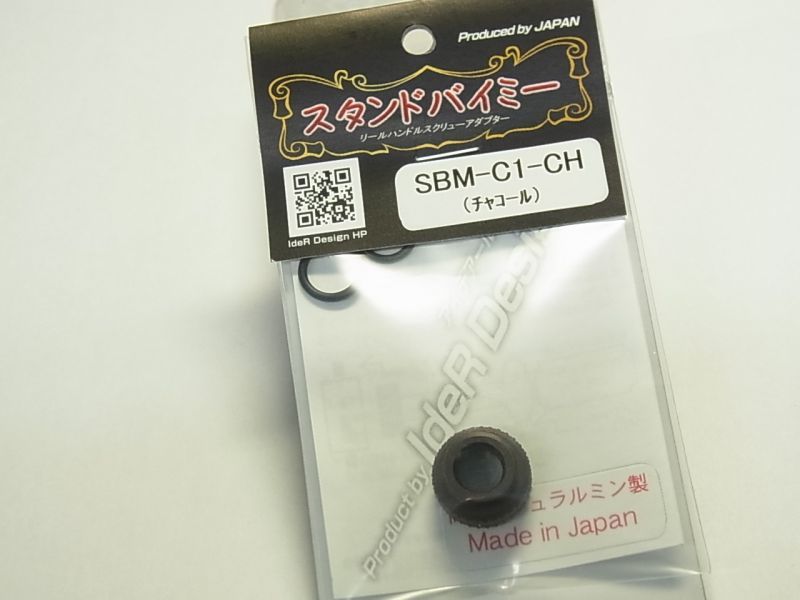 Produced by JAPAN
スタンドバイミー
リールハンドルスクリューアダプター
SBM-C1-CH
(チャコール)
IdeR Design HP
Product by IdeR Design
ュラルミン製
Made in Japan